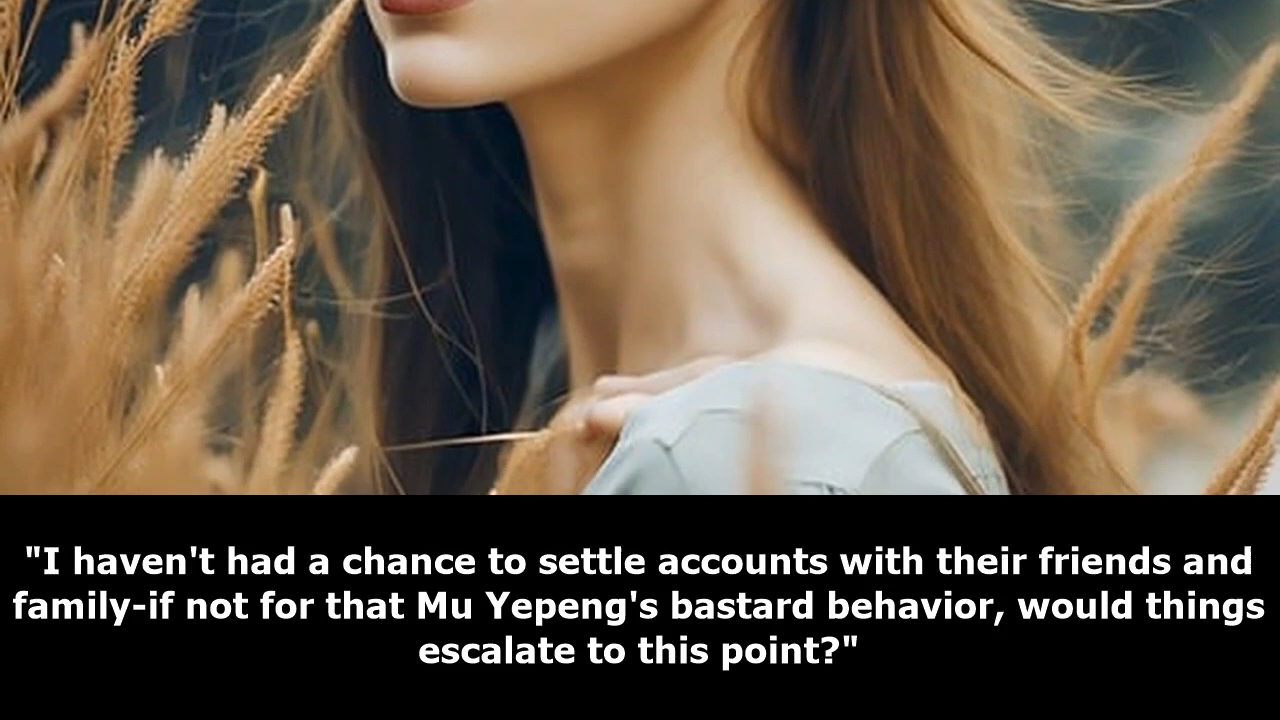 "I haven't had a chance to settle accounts with their friends and
family-if not for that Mu Yepeng's bastard behavior, would things
escalate to this point?"